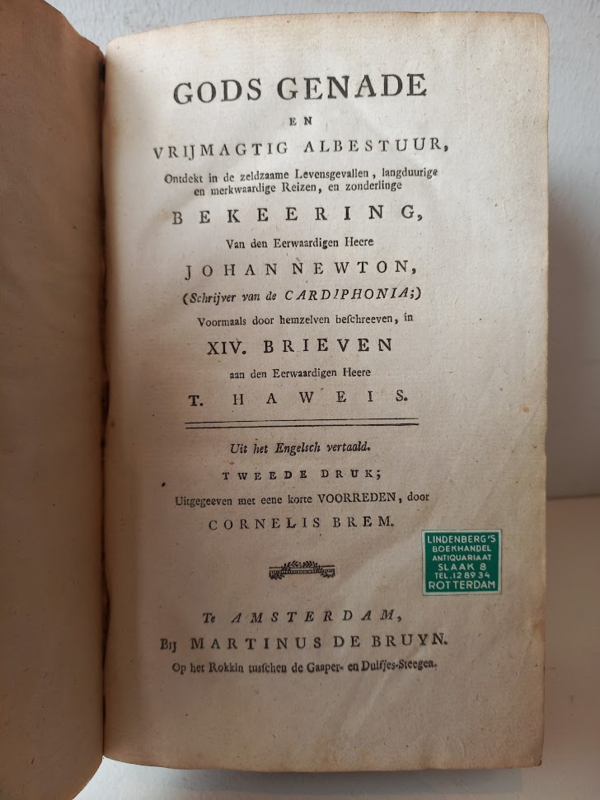 GODS GENADE
EN
VRIJMAGTIG ALBESTUUR,
Ontdekt in de zeldzaame Levensgevallen, langduurige
en merkwaardige Reizen, en zonderlinge
BEKEERING,
Van den Eerwaardigen Heere
JOHAN NEWTON,
(Schrijver van de CARDIPHONIA;)
Voormaals door hemzelven beſchreeven, in
XIV. BRIEVEN
aan den Eerwaardigen Heere
T. HAWEIS.
Uit het Engelſch vertaald.
TWEEDE DRUK;
Uitgegeeven met eene korte VOORREDEN, door
CORNELIS BREM.
LINDENBERG'S
BOEKHANDEL
ANTIQUARIAAT
SLAAK 8
TEL. 12 89 34
ROTTERDAM
Te AMSTERDAM,
Bij MARTINUS DE BRUYN.
Op het Rokkin tusſchen de Gaaper- en Duifjes-Steegen.